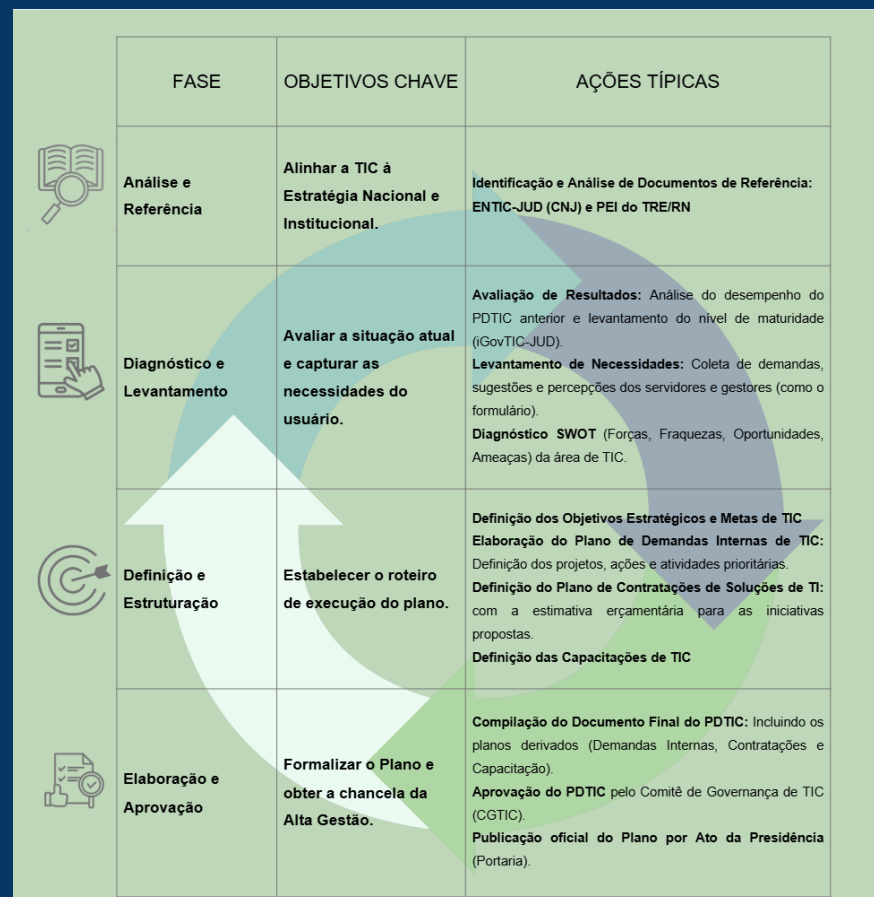 FASE
OBJETIVOS CHAVE
AÇÕES TÍPICAS
Análise e
Referência
Alinhar a TIC à
Estratégia Nacional e
Institucional.
Identificação e Análise de Documentos de Referência:
ENTIC-JUD (CNJ) e PEI do TRE/RN
Diagnóstico e
Levantamento
Avaliar a situação atual
e capturar as
necessidades do
usuário.
Avaliação de Resultados: Análise do desempenho do
PDTIC anterior e levantamento do nível de maturidade
(iGovTIC-JUD).
Levantamento de Necessidades: Coleta de demandas,
sugestões e percepções dos servidores e gestores (como o
formulário).
Diagnóstico SWOT (Forças, Fraquezas, Oportunidades,
Ameaças) da área de TIC.
Definição e
Estruturação
Estabelecer o roteiro
de execução do plano.
Definição dos Objetivos Estratégicos e Metas de TIC
Elaboração do Plano de Demandas Internas de TIC:
Definição dos projetos, ações e atividades prioritárias.
Definição do Plano de Contratações de Soluções de TI:
com a estimativa erçamentária para as iniciativas
propostas.
Definição das Capacitações de TIC
Elaboração e
Aprovação
Formalizar o Plano e
obter a chancela da
Alta Gestão.
Compilação do Documento Final do PDTIC: Incluindo os
planos derivados (Demandas Internas, Contratações e
Capacitação).
Aprovação do PDTIC pelo Comitê de Governança de TIC
(CGTIC).
Publicação oficial do Plano por Ato da Presidência
(Portaria).